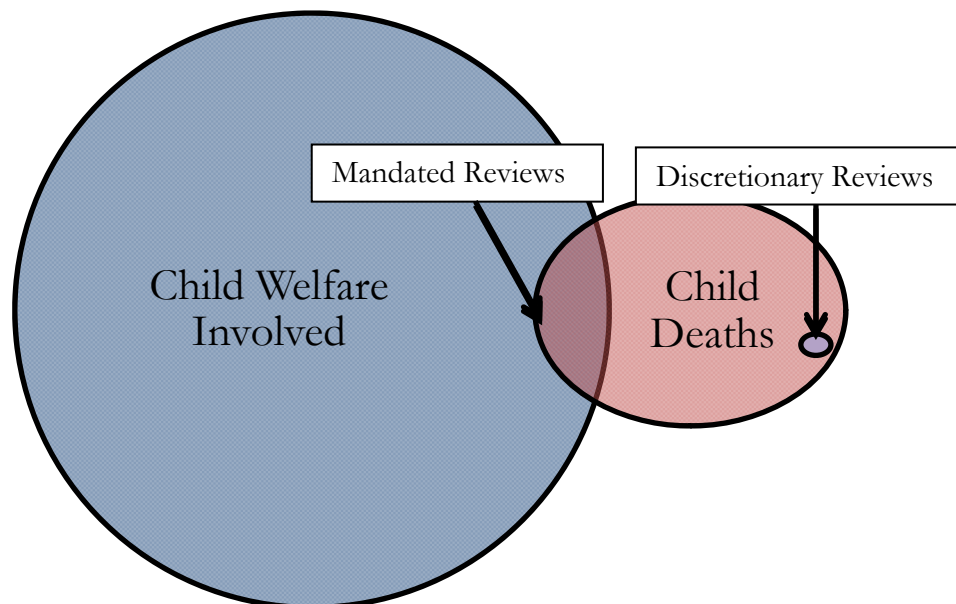 Mandated Reviews
Discretionary Reviews
Child Welfare
Involved
Child
Deaths